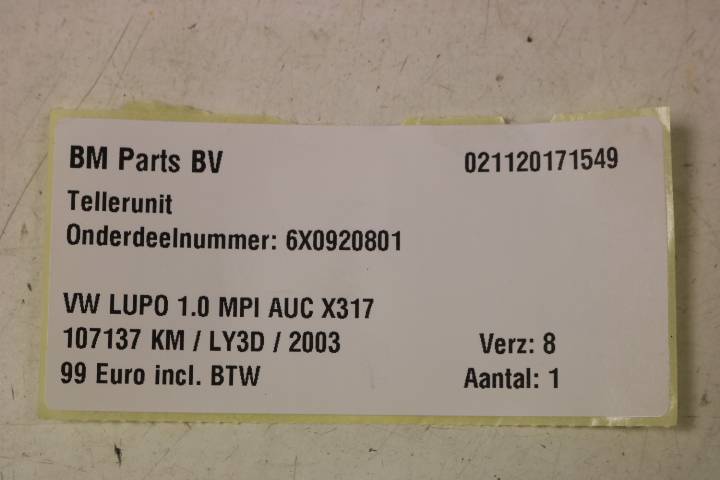 BM Parts BV 021120171549
Tellerunit
Onderdeelnummer: 6X0920801
VW LUPO 1.0 MPI AUC X317
107137 KM / LY3D / 2003 Verz: 8
99 Euro incl. BTW Aantal: 1